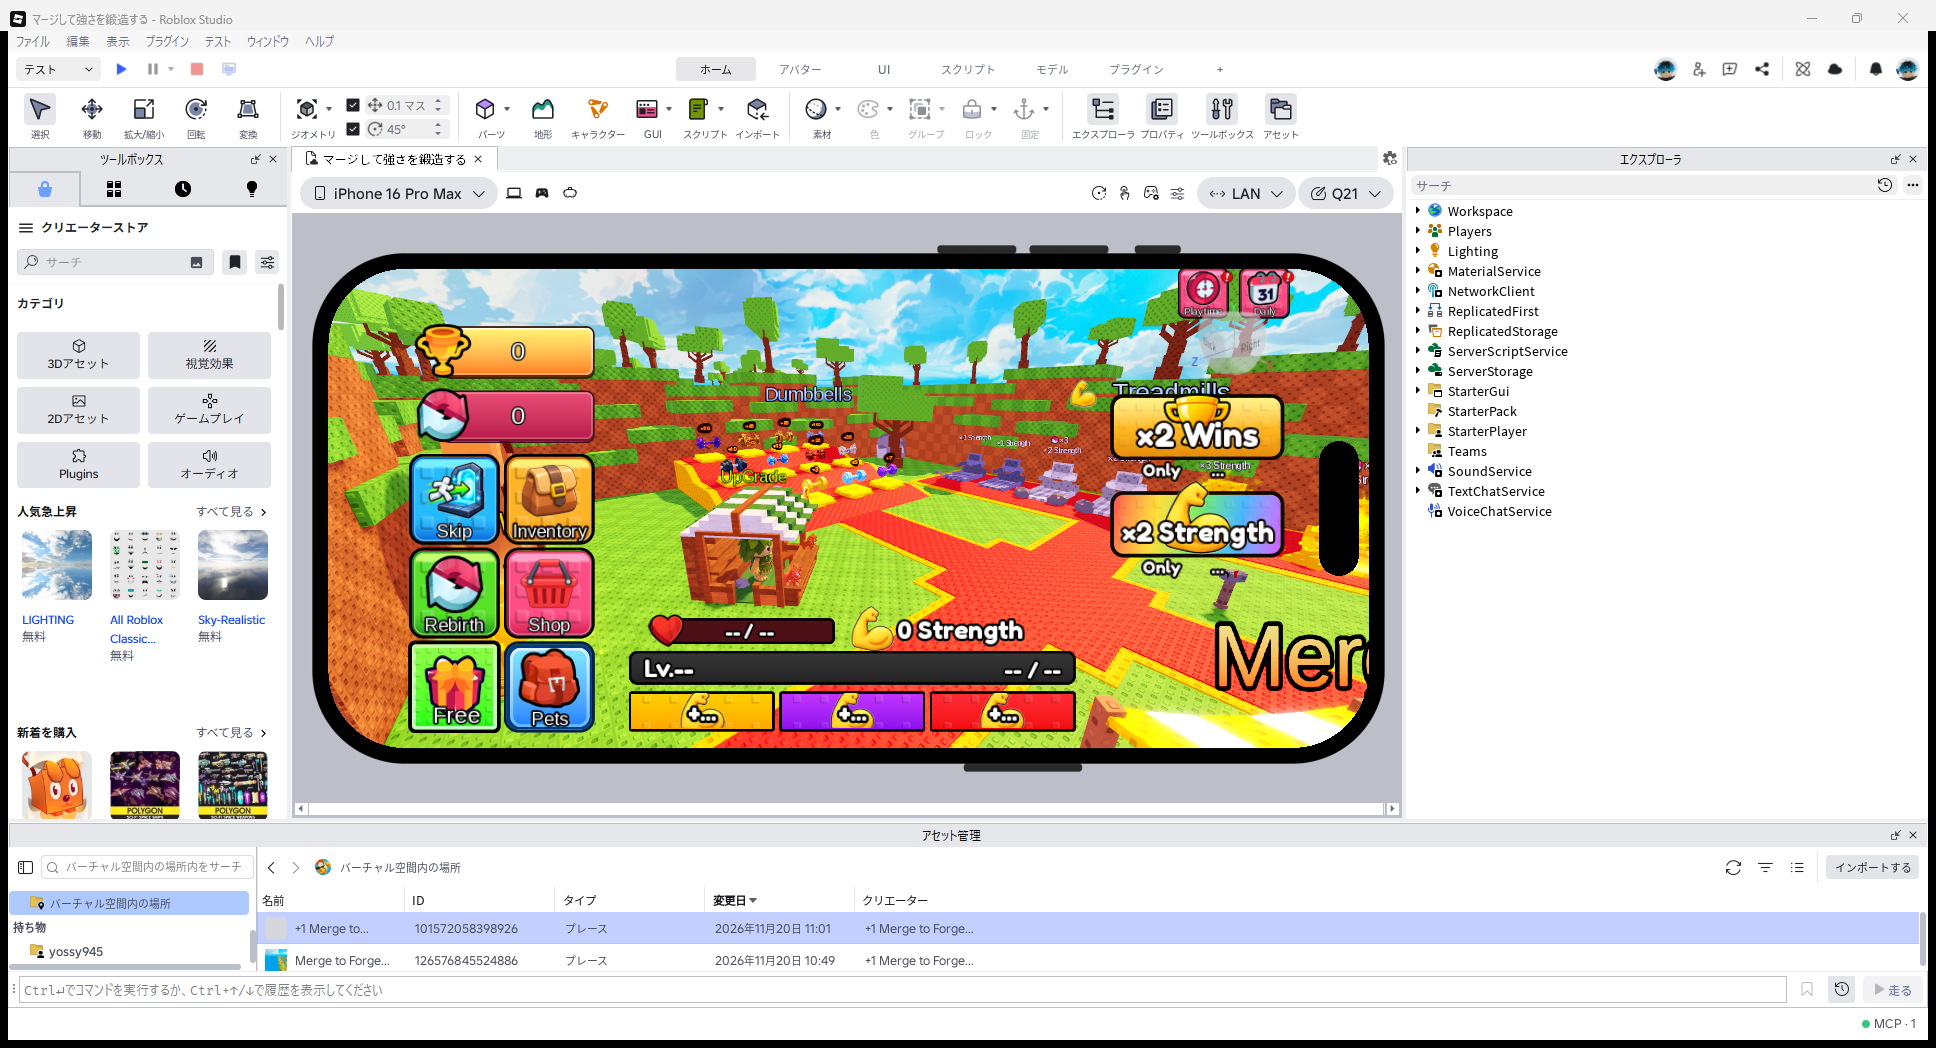 マージして強さを鍛造する - Roblox Studio
ファイル 編集 表示 プラグイン テスト ウィンドウ ヘルプ
テスト
ホーム アバター UI スクリプト モデル プラグイン +
選択 移動 拡大/縮小 回転 変換 ジオメトリ 0.1 マス 45° パーツ 地形 キャラクター GUI スクリプト インポート 素材 色 グループ ロック 固定 エクスプローラ プロパティ ツールボックス アセット
ツールボックス
クリエーターストア
サーチ
カテゴリ
3Dアセット 視覚効果
2Dアセット ゲームプレイ
Plugins オーディオ
人気急上昇 すべて見る
LIGHTING
無料
All Roblox
Classic...
無料
Sky-Realistic
無料
新着を購入 すべて見る
POLYGON
POLYGON
マージして強さを鍛造する
iPhone 16 Pro Max
LAN
Q21
Playtime
31
Daily
Right
Z
0
0
Dumbbells
Treadmills
x2 Wins
Only ...
x2 Strength
Only ...
UpGrade
+1 Strength
+1 Strength
+2 Strength
+3 Strength
Skip Inventory
Rebirth Shop
Free Pets
--/--
0 Strength
Lv.-- --/--
+... +... +...
Mer
エクスプローラ
サーチ
Workspace
Players
Lighting
MaterialService
NetworkClient
ReplicatedFirst
ReplicatedStorage
ServerScriptService
ServerStorage
StarterGui
StarterPack
StarterPlayer
Teams
SoundService
TextChatService
VoiceChatService
アセット管理
バーチャル空間内の場所内をサーチ
バーチャル空間内の場所
持ち物
yossy945
バーチャル空間内の場所
インポートする
名前 ID タイプ 変更日 クリエーター
+1 Merge to... 101572058398926 プレース 2026年11月20日 11:01 +1 Merge to Forge...
Merge to Forge... 126576845524886 プレース 2026年11月20日 10:49 +1 Merge to Forge...
Ctrl↵でコマンドを実行するか、Ctrl+↑/↓で履歴を表示してください
走る
MCP · 1